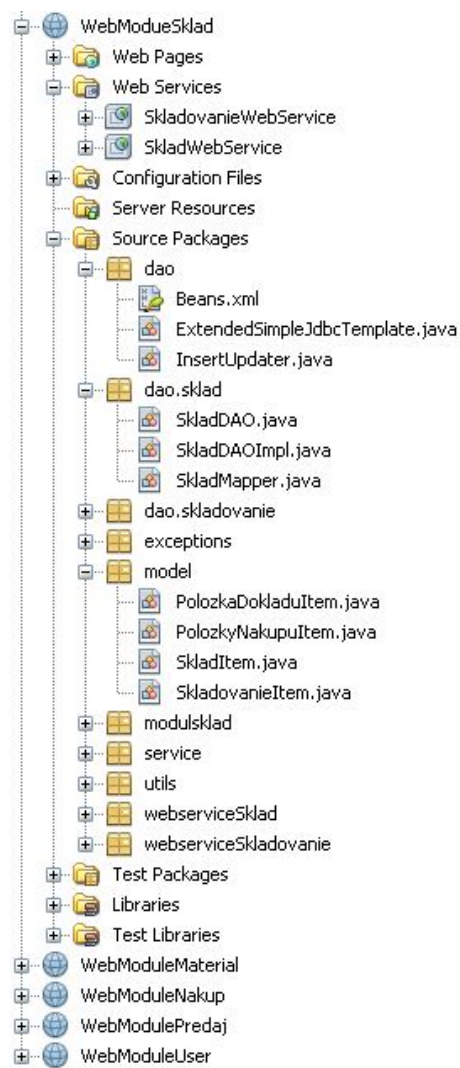 WebModueSklad
Web Pages
Web Services
SkladovanieWebService
SkladWebService
Configuration Files
Server Resources
Source Packages
dao
Beans.xml
ExtendedSimpleJdbcTemplate.java
InsertUpdater.java
dao.sklad
SkladDAO.java
SkladDAOImpl.java
SkladMapper.java
dao.skladovanie
exceptions
model
PolozkaDokladuItem.java
PolozkyNakupuItem.java
SkladItem.java
SkladovanieItem.java
modulsklad
service
utils
webserviceSklad
webserviceSkladovanie
Test Packages
Libraries
Test Libraries
WebModuleMaterial
WebModuleNakup
WebModulePredaj
WebModuleUser